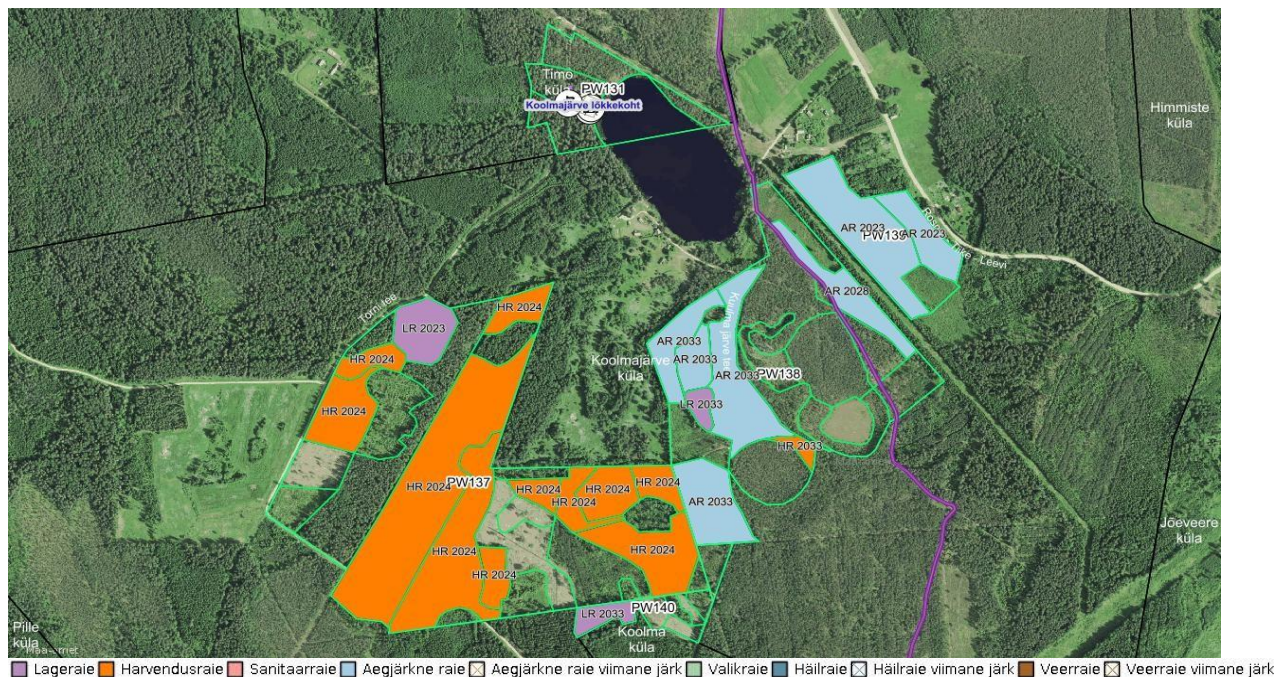 Timo
küla
PW131
Koolmajärve lõkkekoht
Himmiste
küla
AR 2023
PW139
AR 2023
Leevi
AR 2028
Torni tee
HR 2024
LR 2023
HR 2024
HR 2024
AR 2033
AR 2033
Koolmajärve
küla
AR 2033
PW138
LR 2033
HR 2033
HR 2024
PW137
HR 2024
HR 2024
HR 2024
HR 2024
AR 2033
HR 2024
HR 2024
HR 2024
Jõeveere
küla
LR 2033
PW140
Koolma
küla
Pille
küla
Lageraie Harvendusraie Sanitaarraie Aegjärkne raie Aegjärkne raie viimane järk Valikraie Häilraie Häilraie viimane järk Veerraie Veerraie viimane järk